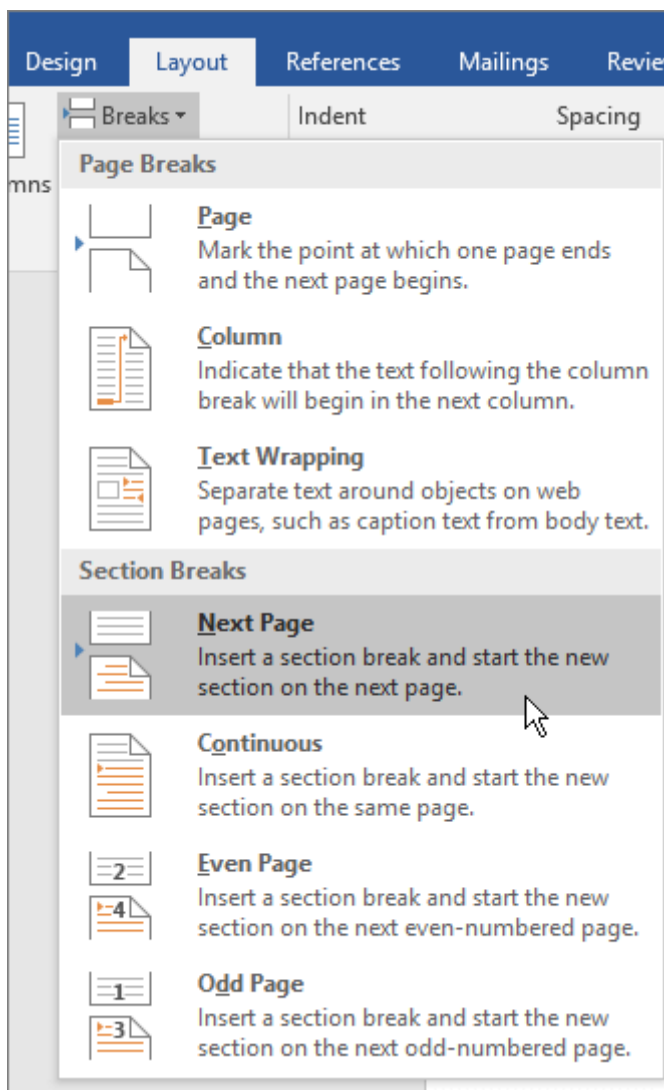 Design Layout References Mailings Revie
Breaks Indent Spacing
mns
Page Breaks
Page
Mark the point at which one page ends
and the next page begins.
Column
Indicate that the text following the column
break will begin in the next column.
Text Wrapping
Separate text around objects on web
pages, such as caption text from body text.
Section Breaks
Next Page
Insert a section break and start the new
section on the next page.
Continuous
Insert a section break and start the new
section on the same page.
2
4
Even Page
Insert a section break and start the new
section on the next even-numbered page.
1
3
Odd Page
Insert a section break and start the new
section on the next odd-numbered page.